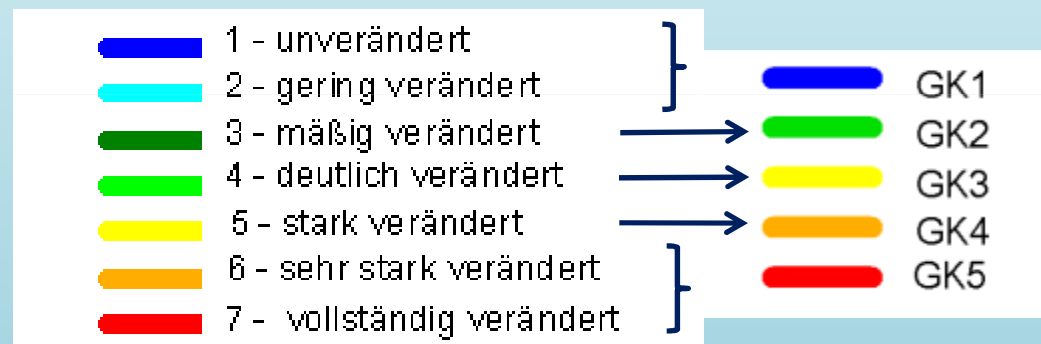 1 - unverändert
2 - gering verändert
3 - mäßig verändert
4 - deutlich verändert
5 - stark verändert
6 - sehr stark verändert
7 - vollständig verändert
GK1
GK2
GK3
GK4
GK5